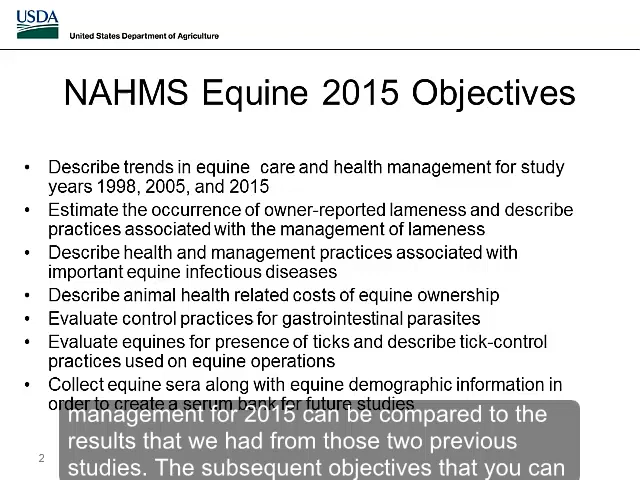 USDA
United States Department of Agriculture
NAHMS Equine 2015 Objectives
• Describe trends in equine care and health management for study
years 1998, 2005, and 2015
• Estimate the occurrence of owner-reported lameness and describe
practices associated with the management of lameness
• Describe health and management practices associated with
important equine infectious diseases
• Describe animal health related costs of equine ownership
• Evaluate control practices for gastrointestinal parasites
• Evaluate equines for presence of ticks and describe tick-control
practices used on equine operations
• Collect equine sera along with equine demographic information in
order to create a serum bank for future studies
management for 2015 can be compared to the
results that we had from those two previous
studies. The subsequent objectives that you can
2